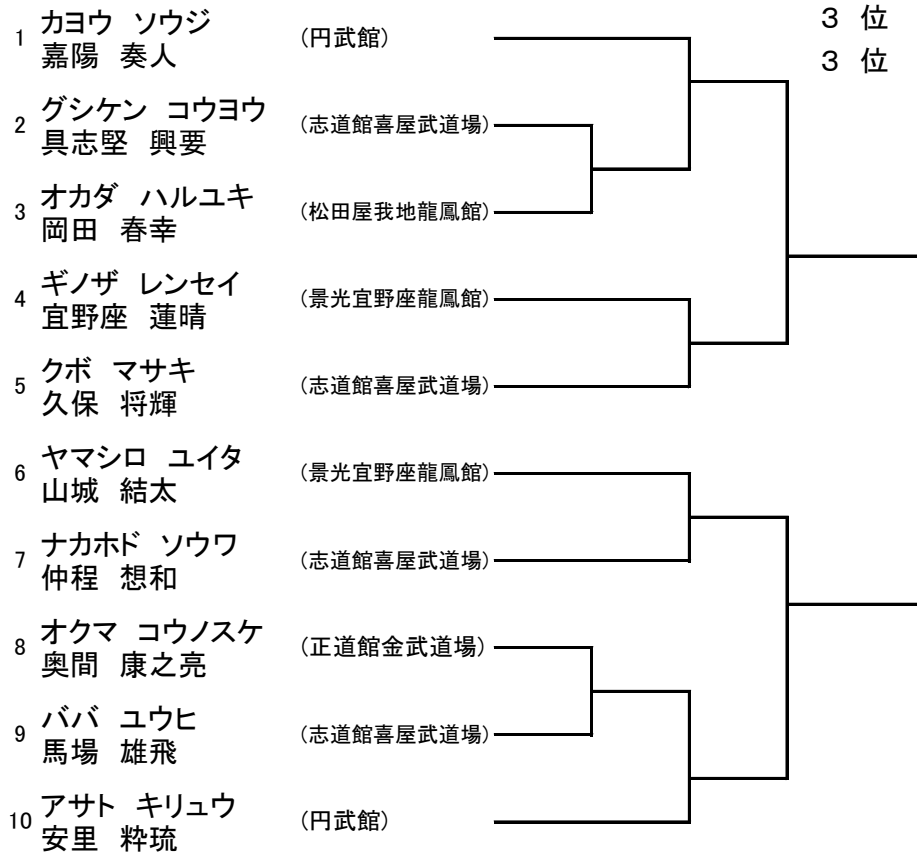 ３　位
３　位
1 カヨウ　ソウジ
嘉陽　奏人 (円武館)
2 グシケン　コウヨウ
具志堅　興要 (志道館喜屋武道場)
3 オカダ　ハルユキ
岡田　春幸 (松田屋我地龍鳳館)
4 ギノザ　レンセイ
宜野座　蓮晴 (景光宜野座龍鳳館)
5 クボ　マサキ
久保　将輝 (志道館喜屋武道場)
6 ヤマシロ　ユイタ
山城　結太 (景光宜野座龍鳳館)
7 ナカホド　ソウワ
仲程　想和 (志道館喜屋武道場)
8 オクマ　コウノスケ
奥間　康之亮 (正道館金武道場)
9 ババ　ユウヒ
馬場　雄飛 (志道館喜屋武道場)
10 アサト　キリュウ
安里　粋琉 (円武館)